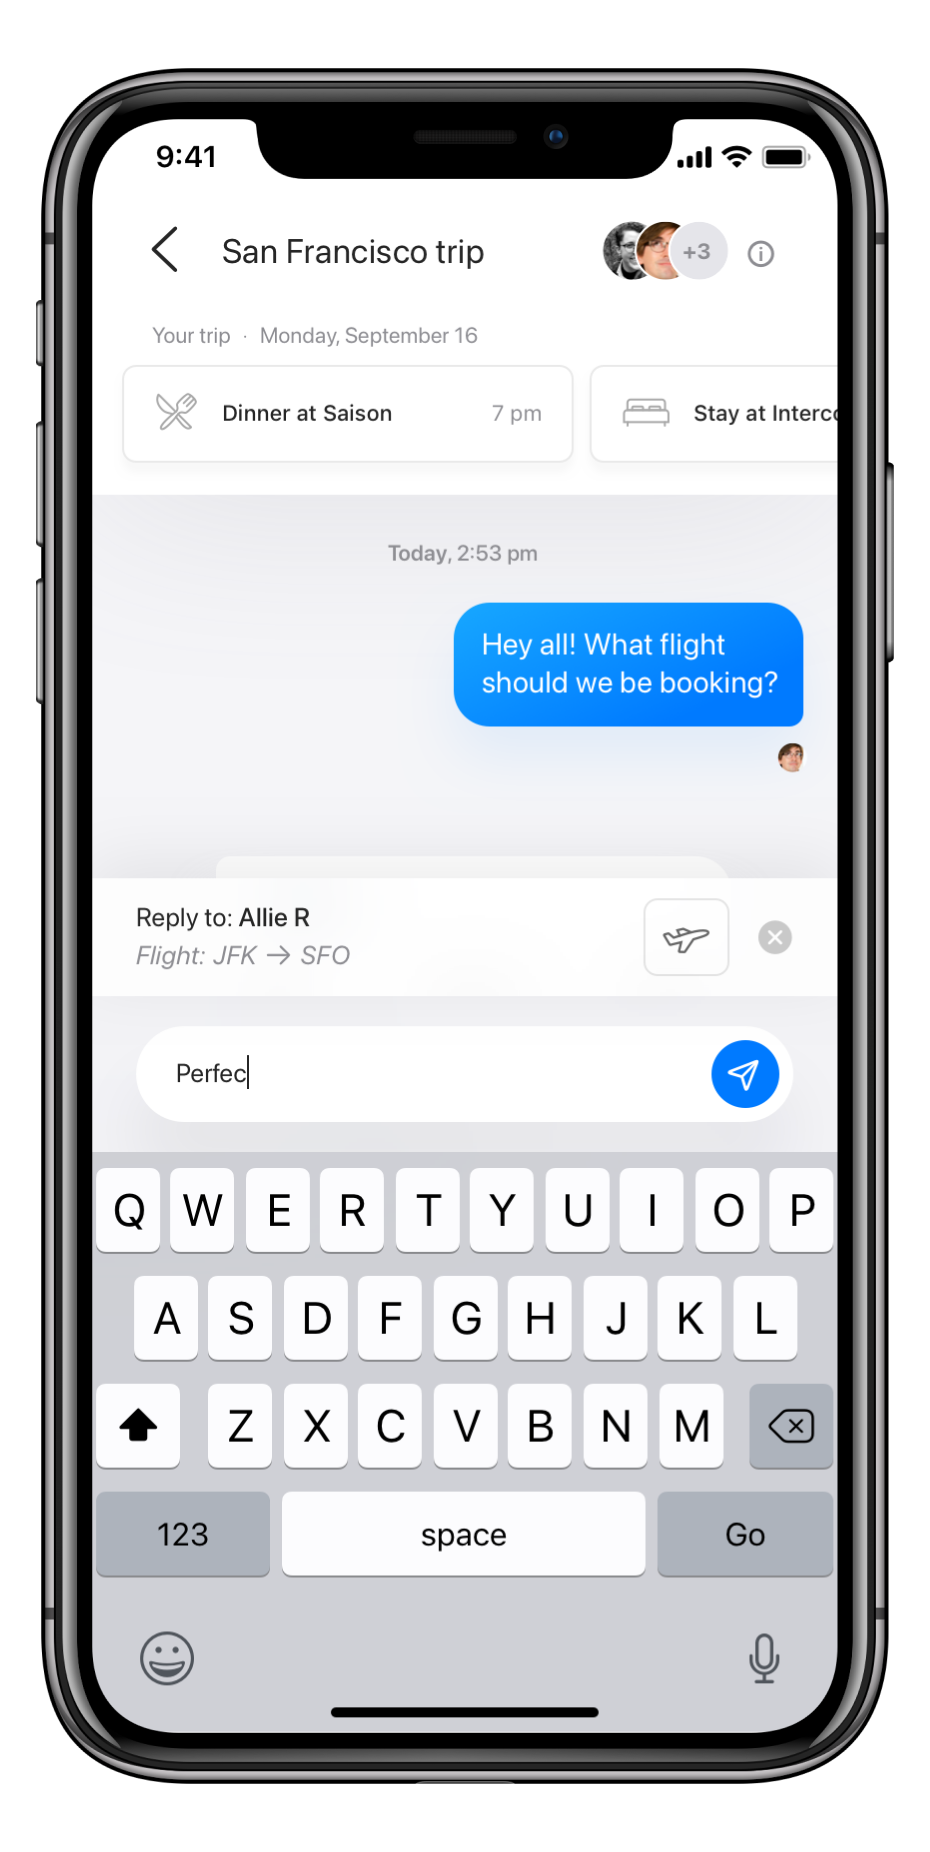 9:41
San Francisco trip
+3
Your trip · Monday, September 16
Dinner at Saison 7 pm
Stay at
Today, 2:53 pm
Hey all! What flight
should we be booking?
Reply to: Allie R
Flight: JFK → SFO
Perfec
Q W E R T Y U I O P
A S D F G H J K L
Z X C V B N M
123 space Go